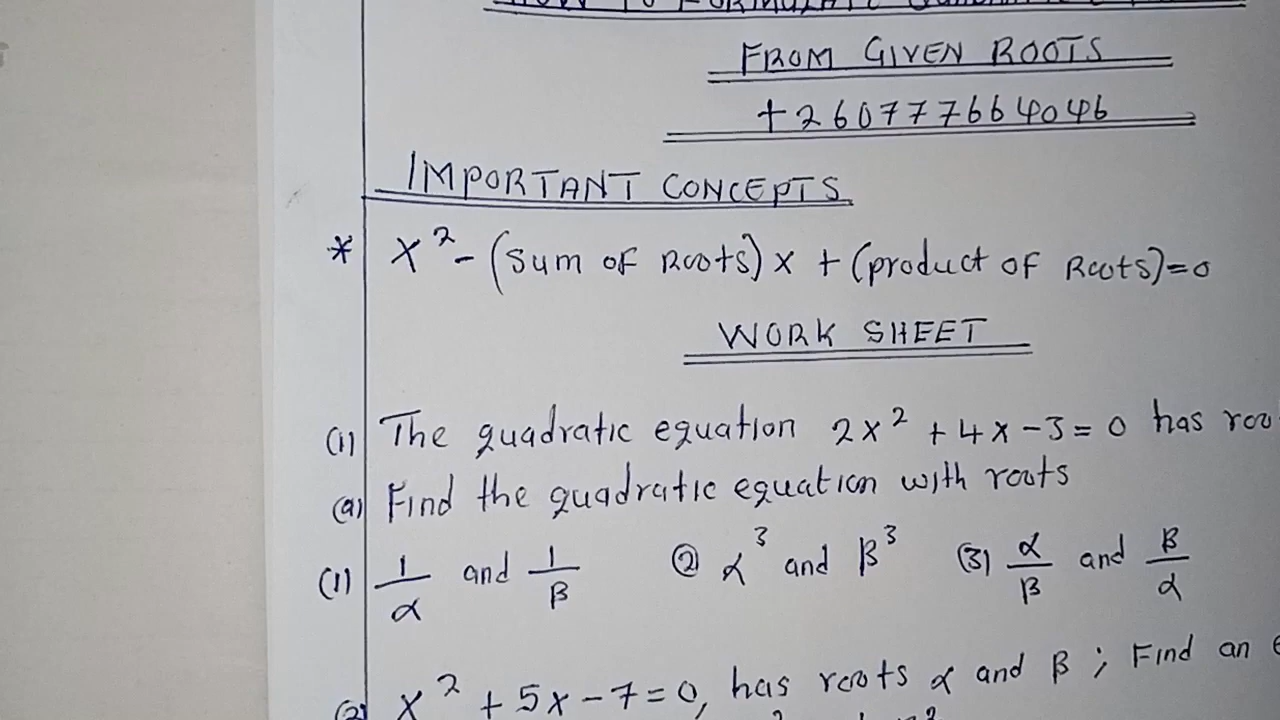 FROM GIVEN ROOTS
+260777664046
IMPORTANT CONCEPTS
* x² - (sum of Roots) x + (product of Roots) = 0
WORK SHEET
(1) The quadratic equation 2x² + 4x - 3 = 0 has
(a) Find the quadratic equation with roots
(1) 1/α and 1/β ② α³ and β³ (3) α/β and β/α
(2) x² + 5x - 7 = 0, has roots α and β ; Find an